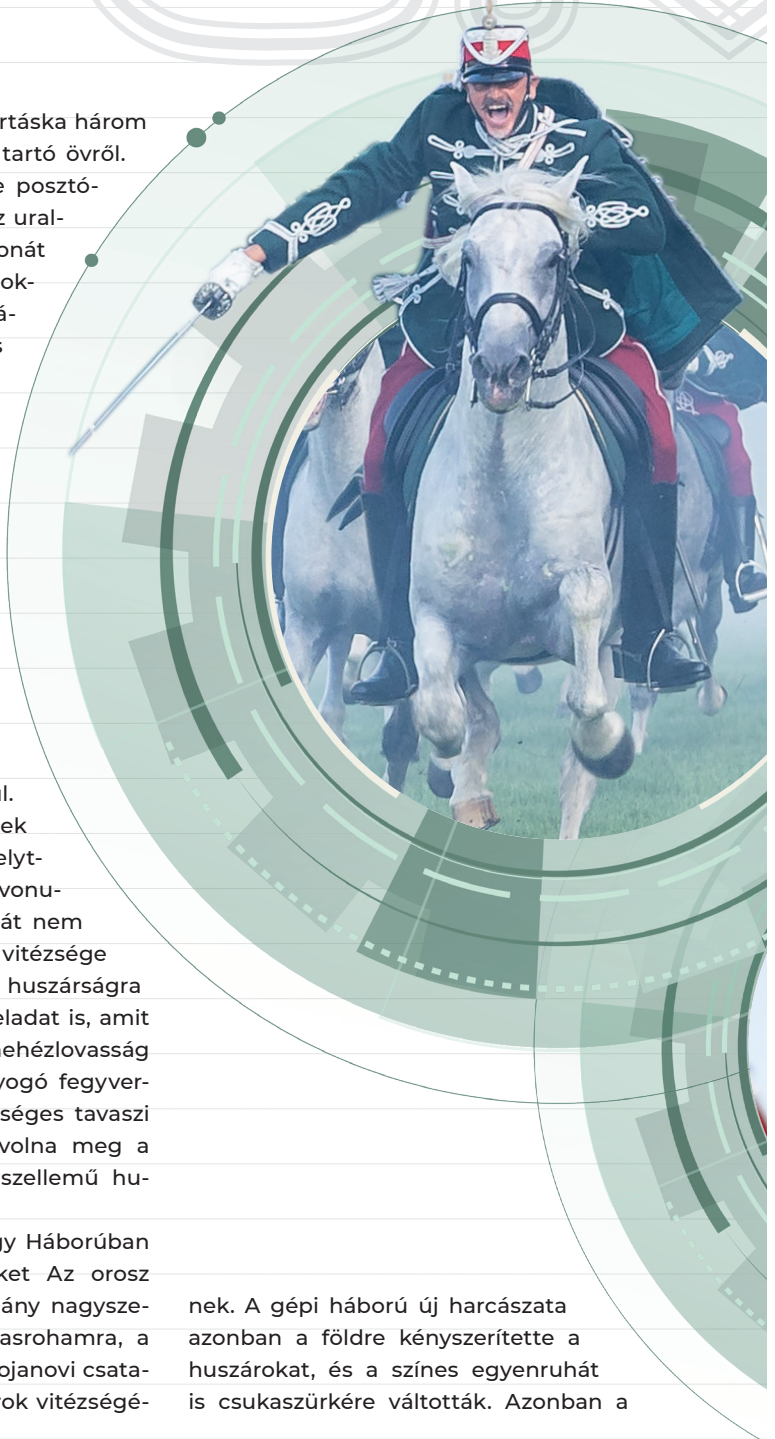 rtáska három
tartó övről.
posztó-
ural-
onát
ok-
á-
s
l.
ek
elyt-
vonu-
át nem
vitézsége
huszárságra
eladat is, amit
nehézlovasság
yogó fegyver-
séges tavaszi
volna meg a
szellemű hu-
gy Háborúban
ket Az orosz
ány nagysze-
asrohamra, a
ojanovi csata-
ok vitézségé-
nek. A gépi háború új harcászata
azonban a földre kényszerítette a
huszárokat, és a színes egyenruhát
is csukaszürkére váltották. Azonban a